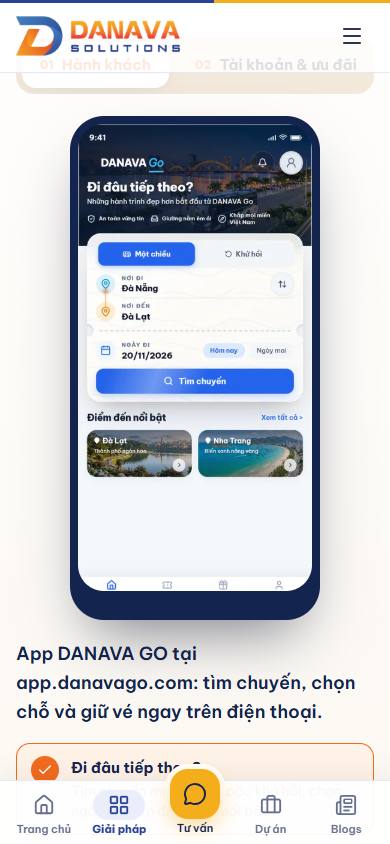 DANAVA
SOLUTIONS
01 Hành khách
02 Tài khoản & ưu đãi
9:41
DANAVA Go
Đi đâu tiếp theo?
Những hành trình đẹp hơn bắt đầu từ DANAVA Go
An toàn vững tin
Giường nằm êm ái
Khắp mọi miền
Việt Nam
Một chiều
Khứ hồi
NƠI ĐI
Đà Nẵng
NƠI ĐẾN
Đà Lạt
NGÀY ĐI
20/11/2026
Hôm nay
Ngày mai
Tìm chuyến
Điểm đến nổi bật
Xem tất cả >
Đà Lạt
Thành phố ngàn hoa
Nha Trang
Biển xanh nắng vàng
App DANAVA GO tại
app.danavago.com: tìm chuyến, chọn
chỗ và giữ vé ngay trên điện thoại.
Đi đâu tiếp
Trang chủ
Giải pháp
Tư vấn
Dự án
Blogs